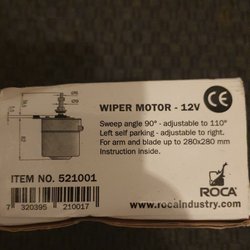 WIPER MOTOR - 12V
CE
Sweep angle 90° - adjustable to 110°
Left self parking - adjustable to right.
For arm and blade up to 280x280 mm
Instruction inside.
ITEM NO. 521001
ROCA
7 320395 210017
www.rocaindustry.com